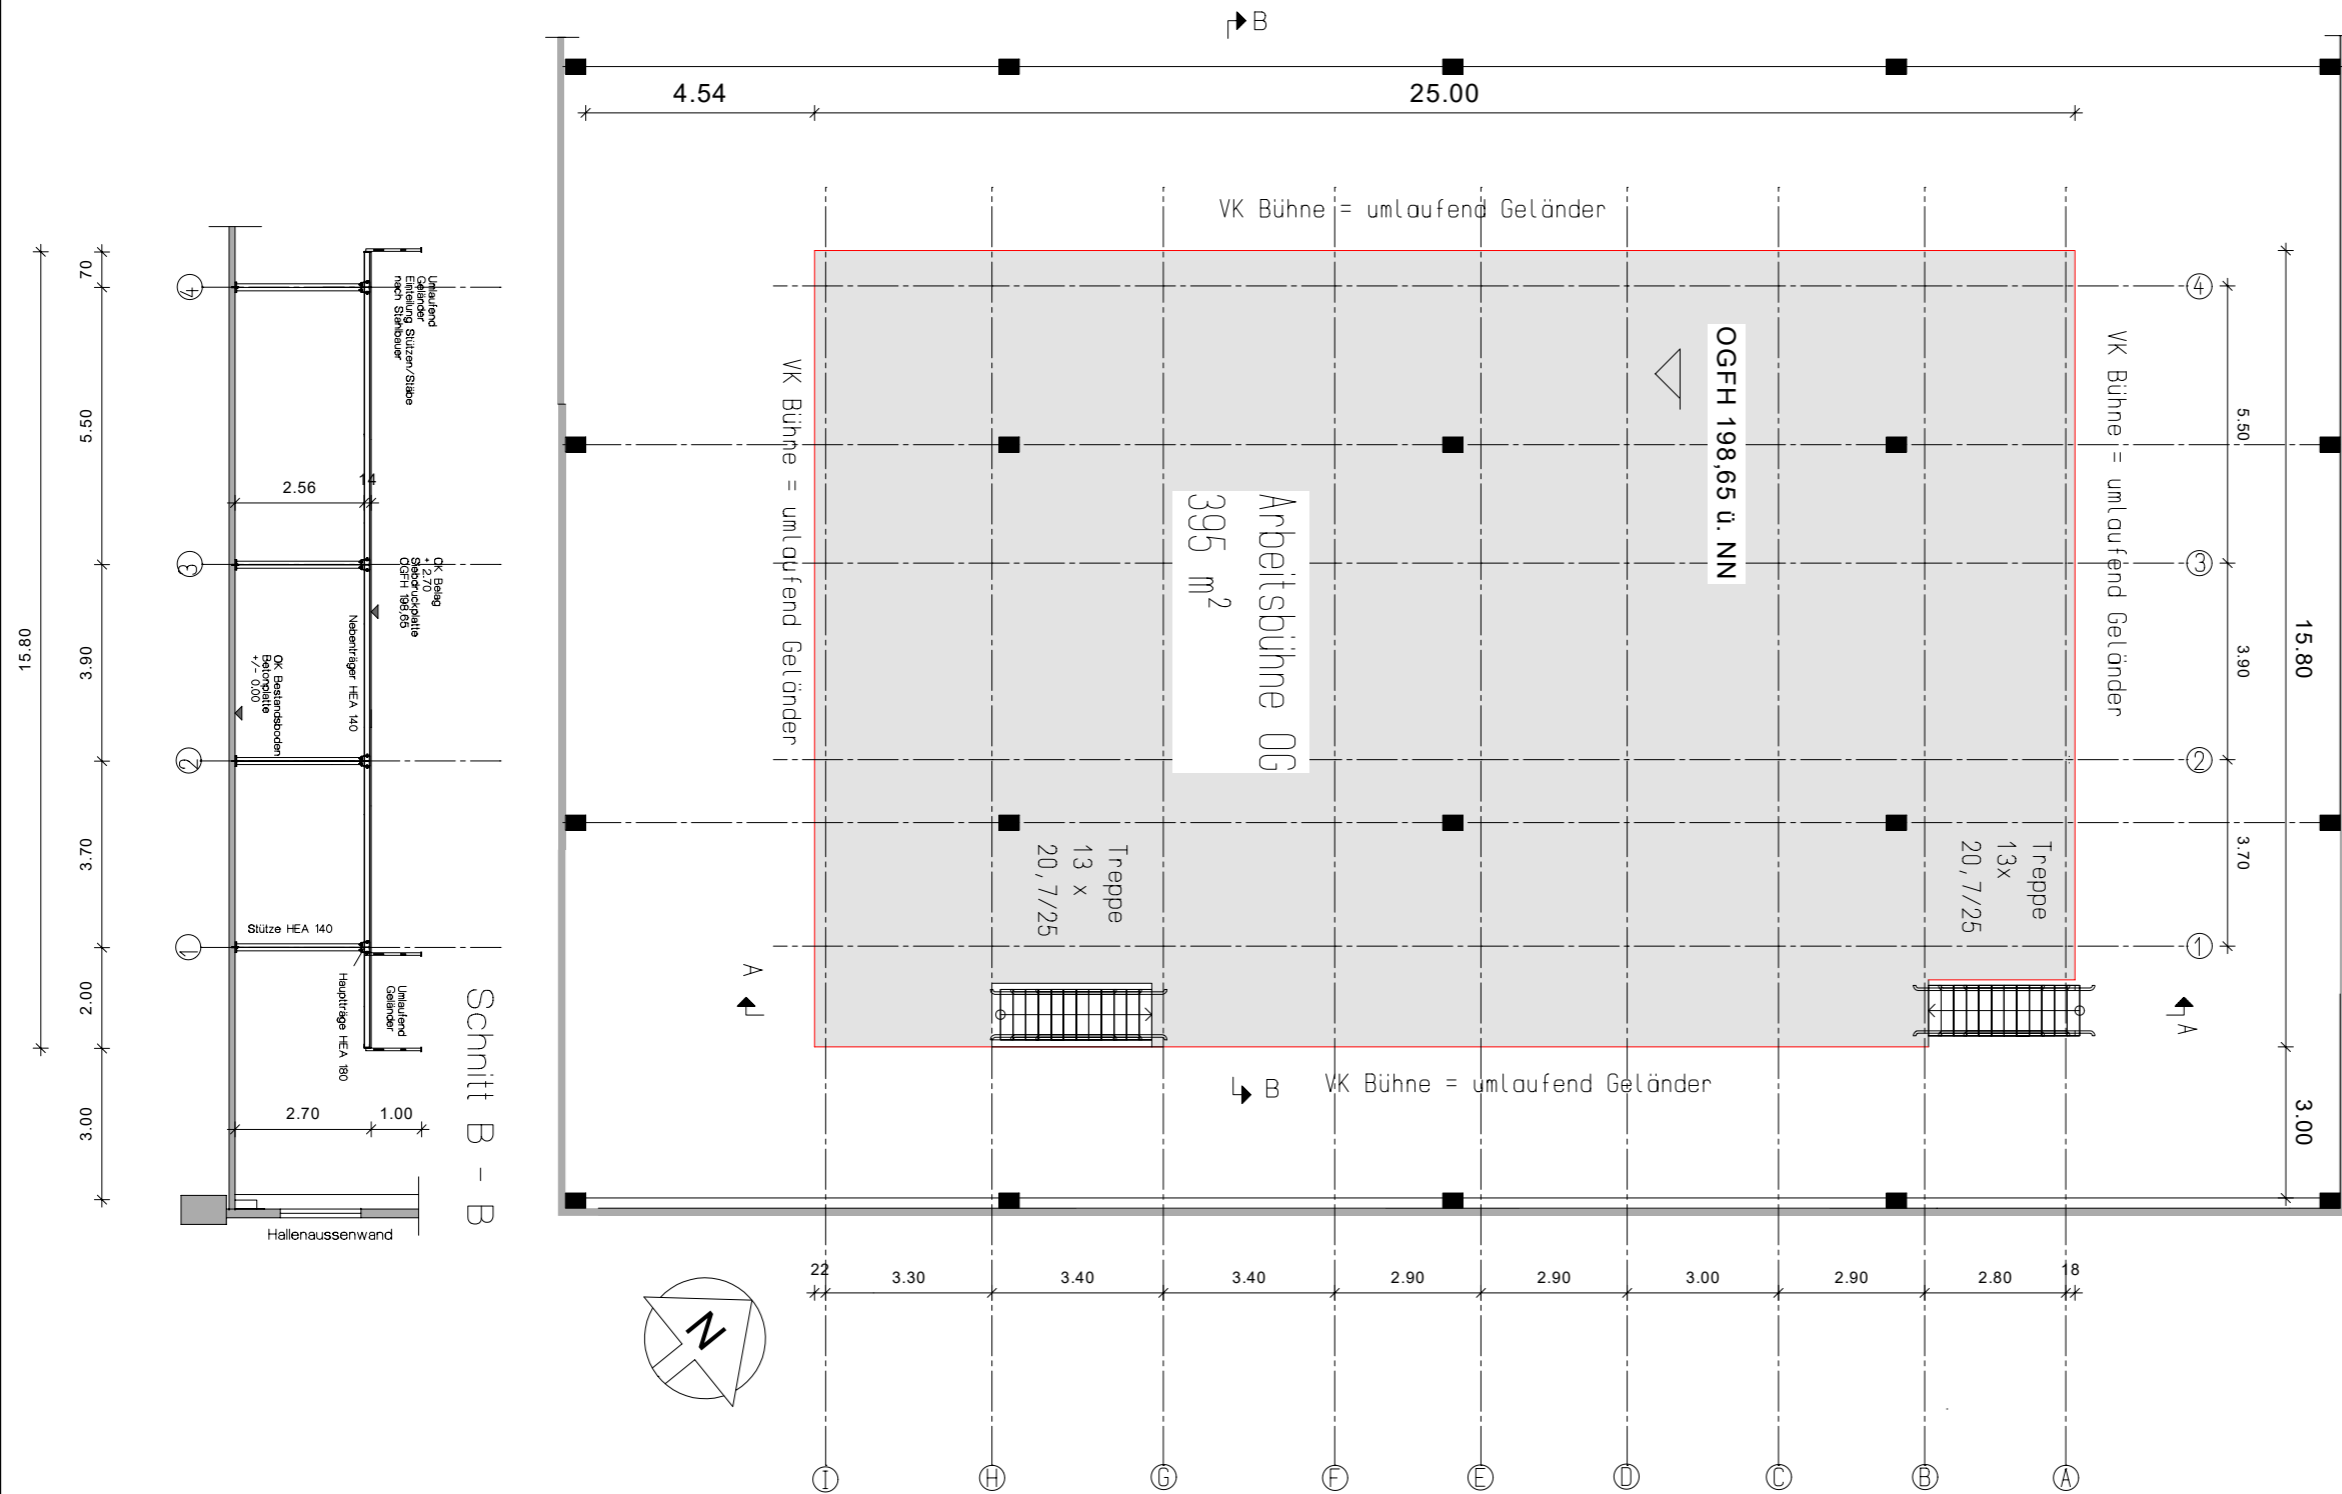 B
4.54
25.00
VK Bühne = umlaufend Geländer
VK Bühne = umlaufend Geländer
VK Bühne = umlaufend Geländer
OGFH 198,65 ü. NN
Arbeitsbühne OG
395 m²
4
3
2
1
5.50
3.90
3.70
15.80
3.00
Treppe
13 x
20,7/25
Treppe
13x
20,7/25
A
A
B
VK Bühne = umlaufend Geländer
22
3.30
3.40
3.40
2.90
2.90
3.00
2.90
2.80
18
I
H
G
F
E
D
C
B
A
N
15.80
70
5.50
3.90
3.70
2.00
3.00
4
3
2
1
Umlaufend
Geländer
Einteilung Stützen/Stäbe
nach Stahlbauer
2.56
14
OK Belag
+ 2.70
Siebdruckplatte
OGFH 198,65
Nebenträger HEA 140
OK Bestandsboden
Betonplatte
+/- 0.00
Stütze HEA 140
Hauptträge HEA 180
Umlaufend
Geländer
2.70
1.00
Schnitt B - B
Hallenaussenwand